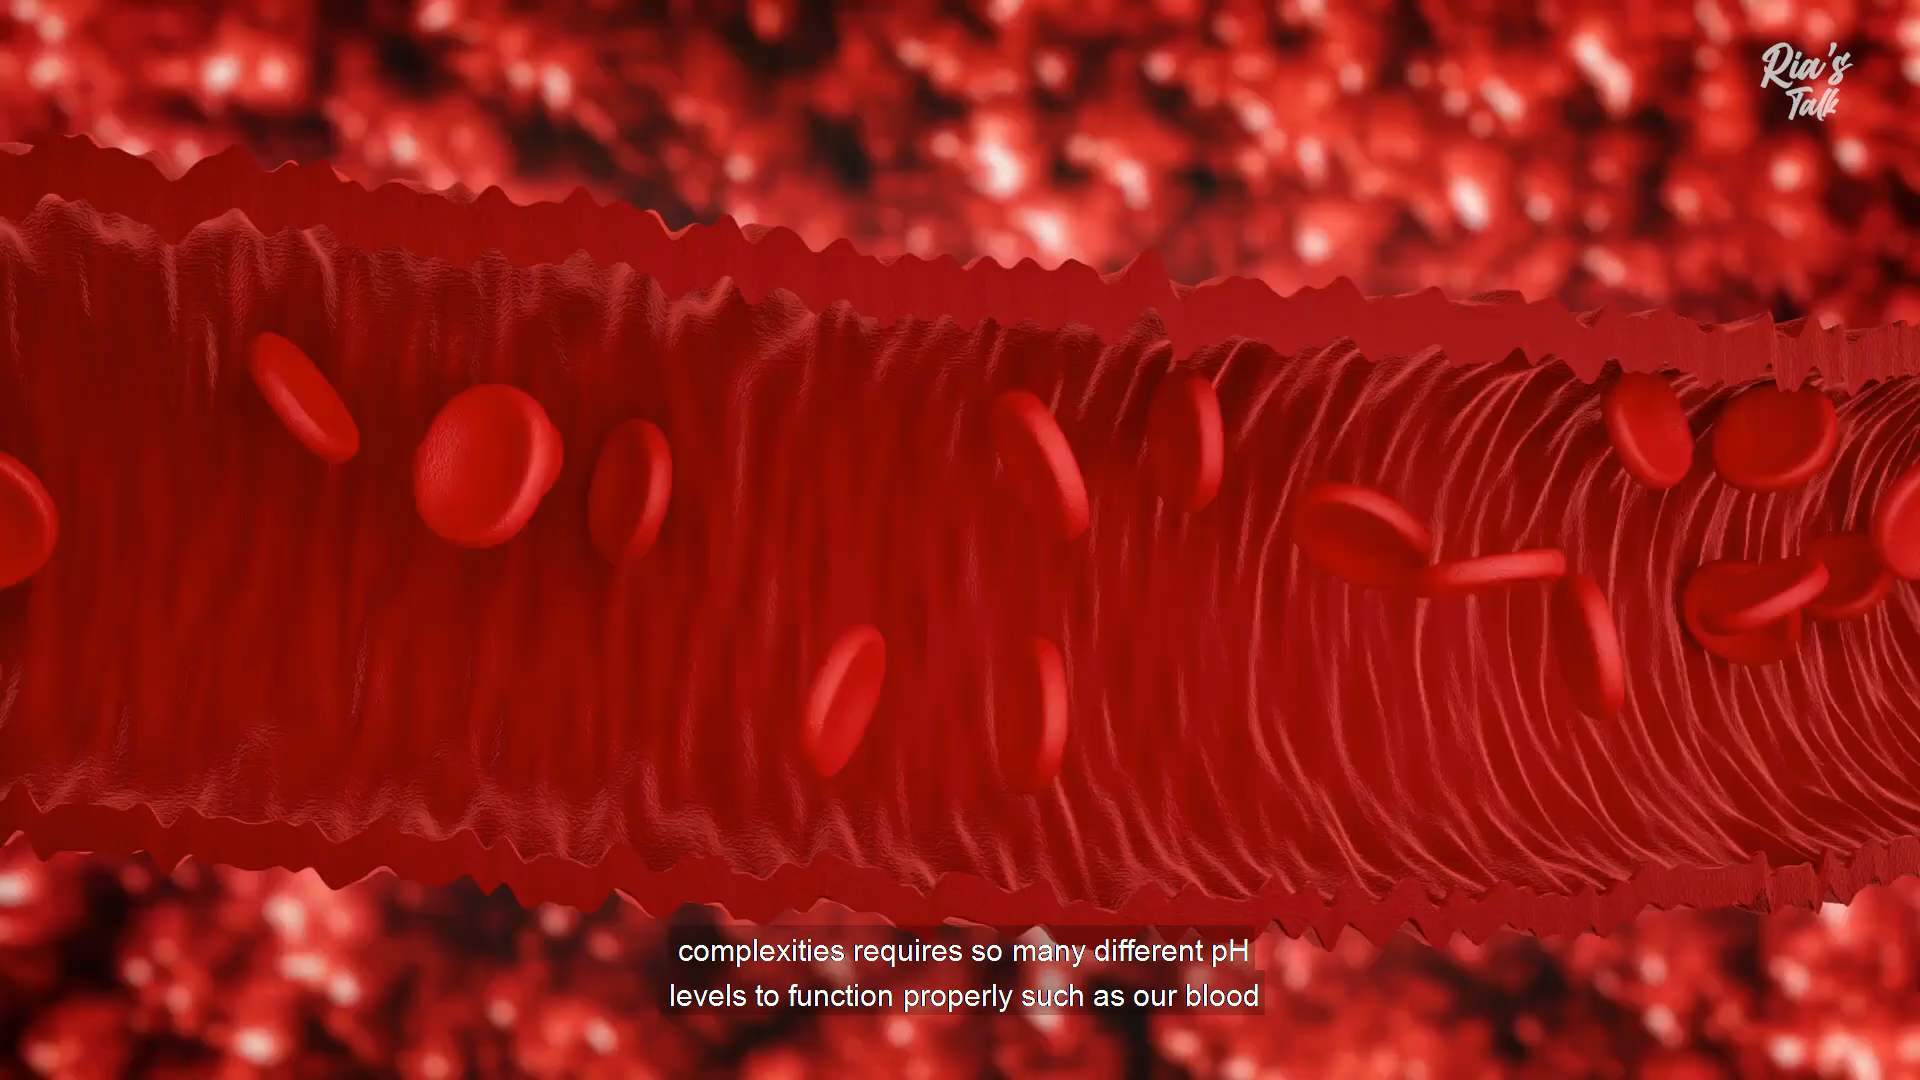 Ria's
Talk
complexities requires so many different pH
levels to function properly such as our blood